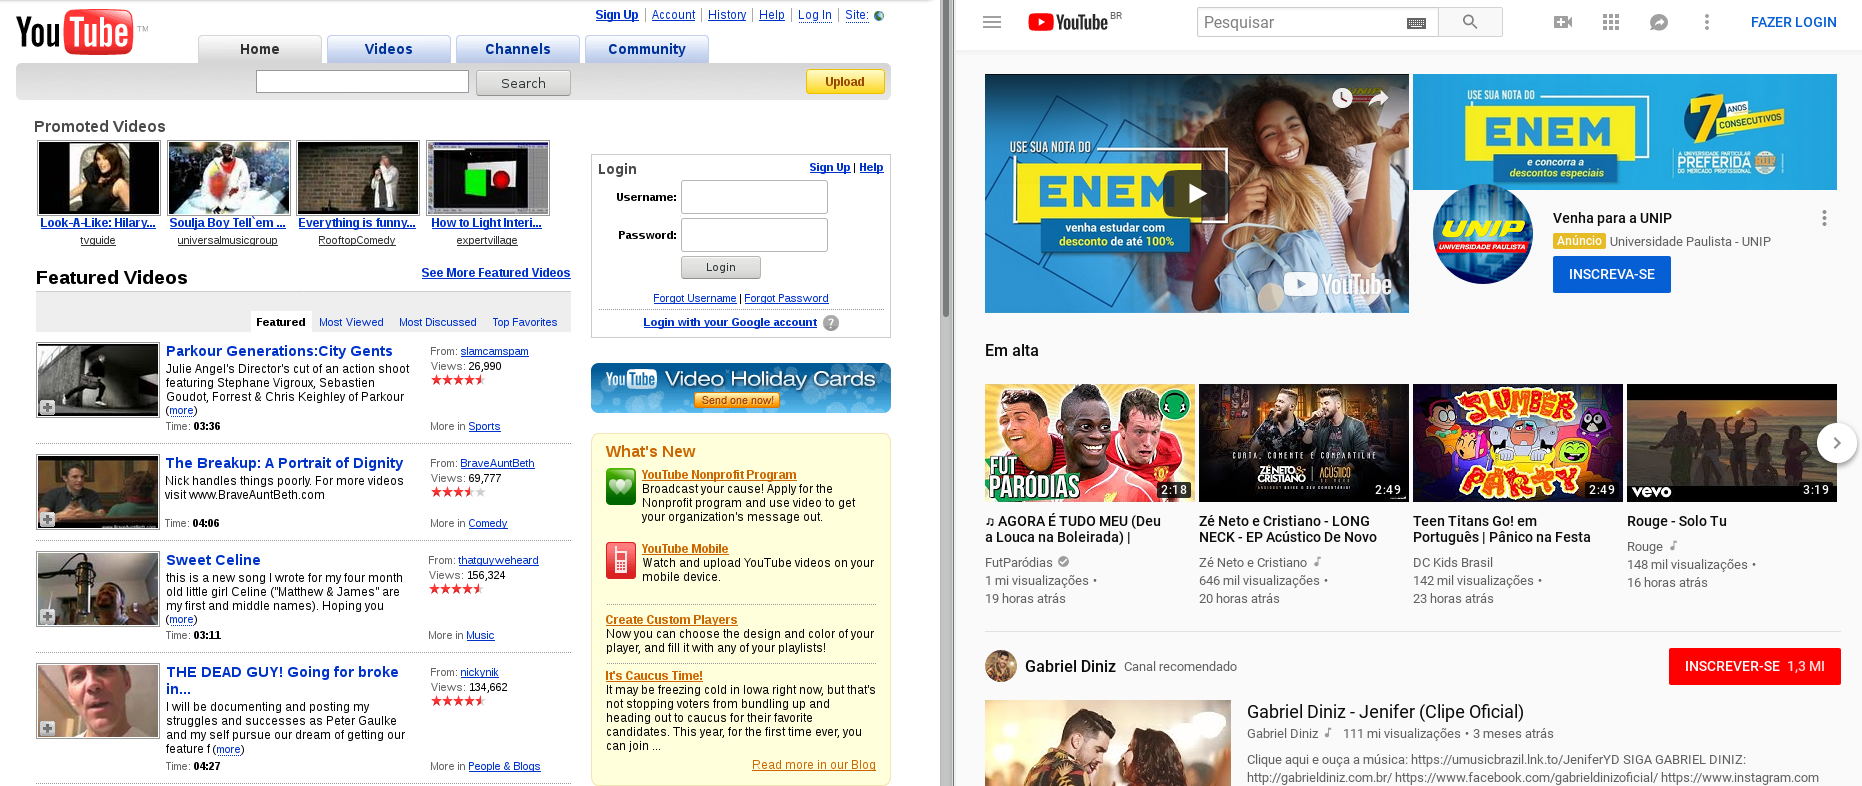 YouTube TM
Sign Up | Account | History | Help | Log In | Site:
Home
Videos
Channels
Community
Search
Upload
Promoted Videos
Look-A-Like: Hilary...
tvguide
Soulja Boy Tell`em ...
universalmusicgroup
Everything is funny...
RooftopComedy
How to Light Interi...
expertvillage
Featured Videos
See More Featured Videos
Featured
Most Viewed
Most Discussed
Top Favorites
Parkour Generations:City Gents
Julie Angel's Director's cut of an action shoot
featuring Stephane Vigroux, Sebastien
Goudot, Forrest & Chris Keighley of Parkour
(more)
Time: 03:36
From: slamcamspam
Views: 26,990
More in Sports
The Breakup: A Portrait of Dignity
Nick handles things poorly. For more videos
visit www.BraveAuntBeth.com
Time: 04:06
From: BraveAuntBeth
Views: 69,777
More in Comedy
Sweet Celine
this is a new song I wrote for my four month
old little girl Celine ("Matthew & James" are
my first and middle names). Hoping you
(more)
Time: 03:11
From: thatguyweheard
Views: 156,324
More in Music
THE DEAD GUY! Going for broke
in...
I will be documenting and posting my
struggles and successes as Peter Gaulke
and my self pursue our dream of getting our
feature f (more)
Time: 04:27
From: nickynik
Views: 134,662
More in People & Blogs
Login
Sign Up | Help
Username:
Password:
Login
Forgot Username | Forgot Password
Login with your Google account ?
YouTube Video Holiday Cards
Send one now!
What's New
YouTube Nonprofit Program
Broadcast your cause! Apply for the
Nonprofit program and use video to get
your organization's message out.
YouTube Mobile
Watch and upload YouTube videos on your
mobile device.
Create Custom Players
Now you can choose the design and color of your
player, and fill it with any of your playlists!
It's Caucus Time!
It may be freezing cold in Iowa right now, but that's
not stopping voters from bundling up and
heading out to caucus for their favorite
candidates. This year, for the first time ever, you
can join ...
Read more in our Blog
YouTube BR
Pesquisar
FAZER LOGIN
USE SUA NOTA DO
ENEM
venha estudar com
desconto de até 100%
YouTube
USE SUA NOTA DO
ENEM
e concorra a
descontos especiais
7 ANOS
CONSECUTIVOS
A UNIVERSIDADE PARTICULAR
PREFERIDA
DO MERCADO PROFISSIONAL
UNIP
UNIVERSIDADE PAULISTA
Venha para a UNIP
Anúncio Universidade Paulista - UNIP
INSCREVA-SE
Em alta
FUT
PARÓDIAS
2:18
♫ AGORA É TUDO MEU (Deu
a Louca na Boleirada) |
FutParódias
1 mi visualizações •
19 horas atrás
CURTA, COMENTE E COMPARTILHE
ZÉ NETO & CRISTIANO
ACÚSTICO
2:49
Zé Neto e Cristiano - LONG
NECK - EP Acústico De Novo
Zé Neto e Cristiano
646 mil visualizações •
20 horas atrás
SLUMBER
PARTY
2:49
Teen Titans Go! em
Português | Pânico na Festa
DC Kids Brasil
142 mil visualizações •
23 horas atrás
vevo
3:19
Rouge - Solo Tu
Rouge
148 mil visualizações •
16 horas atrás
Gabriel Diniz Canal recomendado
INSCREVER-SE 1,3 MI
Gabriel Diniz - Jenifer (Clipe Oficial)
Gabriel Diniz 111 mi visualizações • 3 meses atrás
Clique aqui e ouça a música: https://umusicbrazil.lnk.to/JeniferYD SIGA GABRIEL DINIZ:
http://gabrieldiniz.com.br/ https://www.facebook.com/gabrieldinizoficial/ https://www.instagram.com